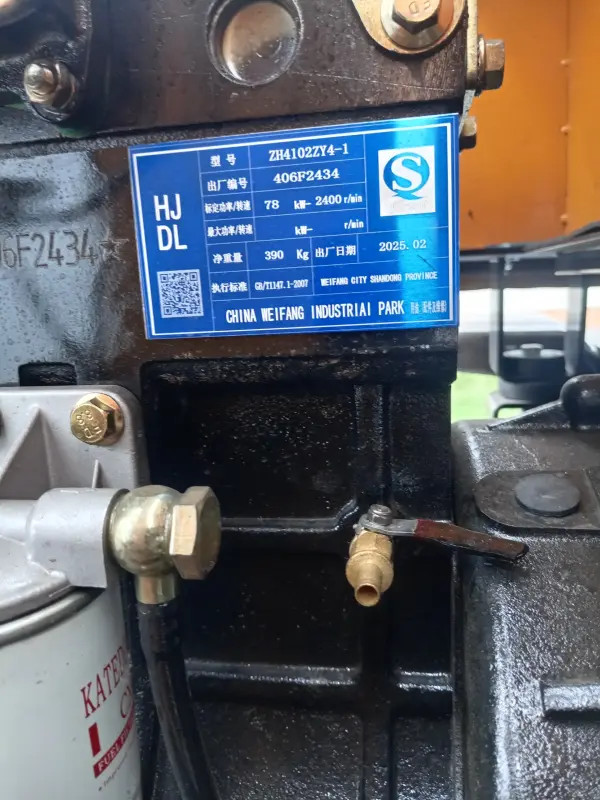 HJ
DL
型 号 ZH4102ZY4-1
出厂编号 406F2434
标定功率/转速 78 kW- 2400 r/min
最大功率/转速 kW- r/min
净重量 390 Kg 出厂日期 2025.02
执行标准 GB/T1147.1-2007 WEIFANG CITY SHANDONG PROVINCE
CHINA WEIFANG INDUSTRIAI PARK
06F2434
KATE
FUEL